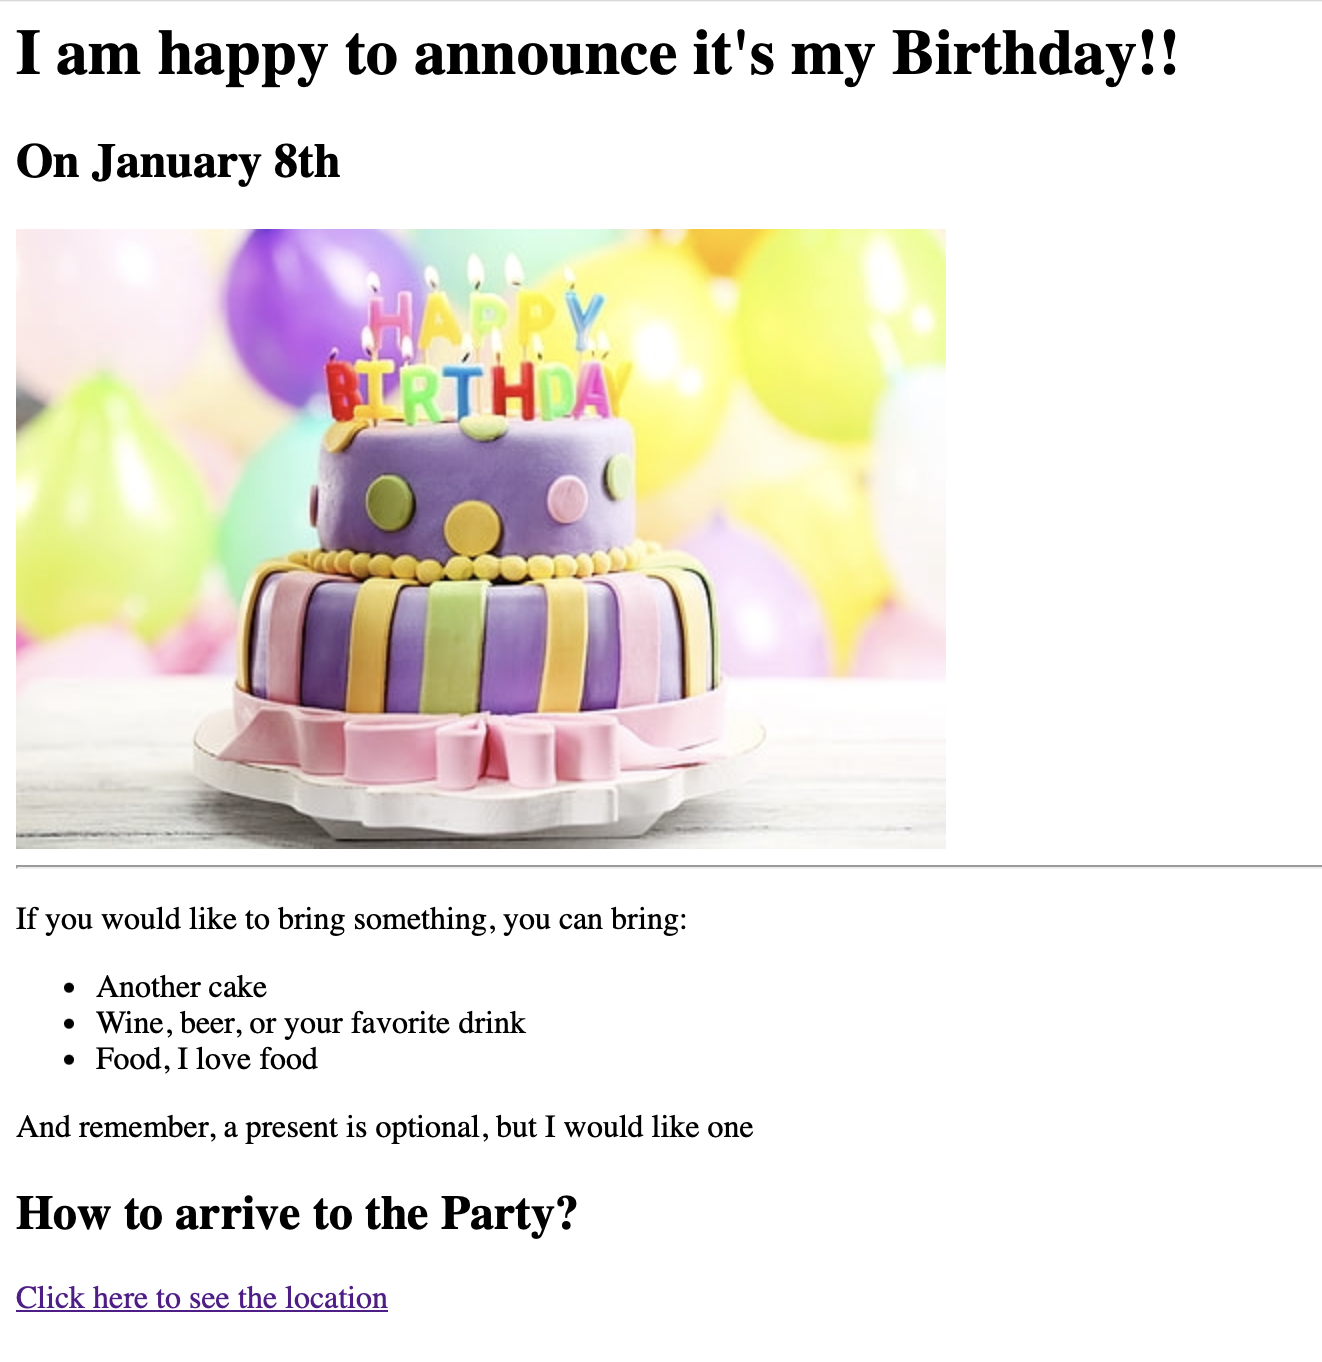 I am happy to announce it's my Birthday!!
On January 8th
HAPPY
BIRTHDAY
If you would like to bring something, you can bring:
Another cake
Wine, beer, or your favorite drink
Food, I love food
And remember, a present is optional, but I would like one
How to arrive to the Party?
Click here to see the location